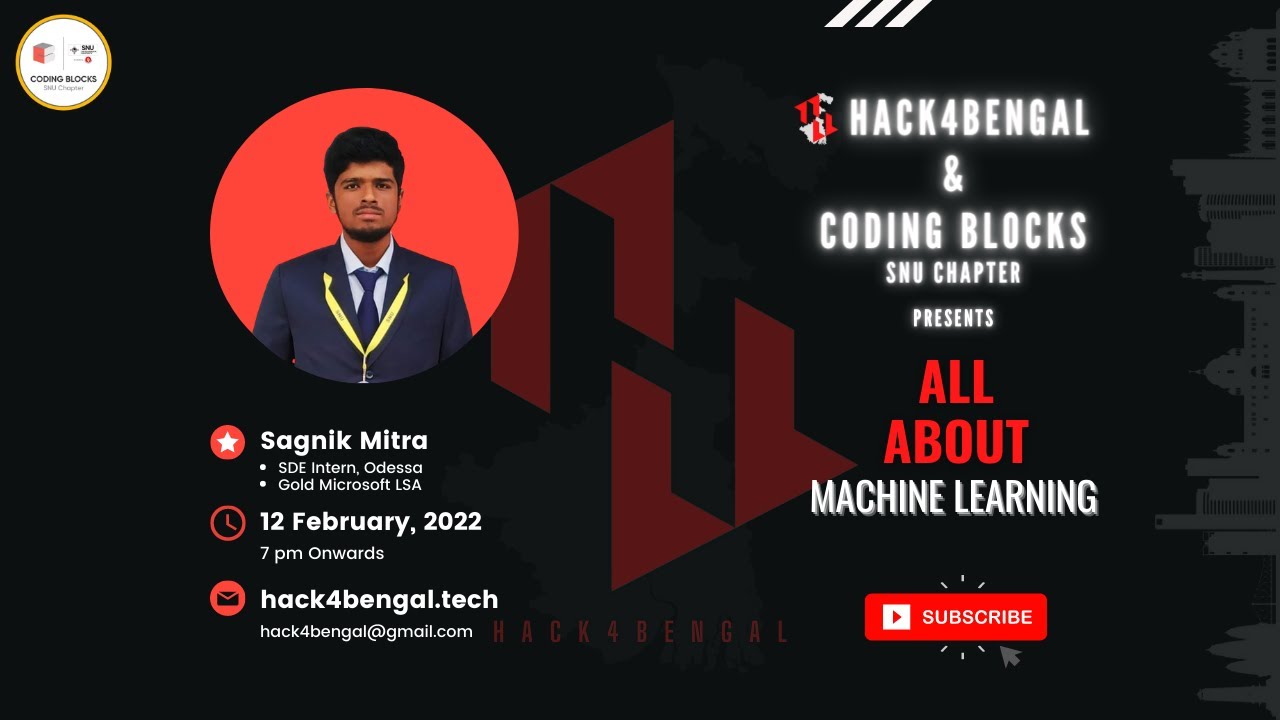 SNU
CODING BLOCKS
SNU Chapter
HACK4BENGAL
&
CODING BLOCKS
SNU CHAPTER
PRESENTS
ALL
ABOUT
MACHINE LEARNING
SUBSCRIBE
Sagnik Mitra
• SDE Intern, Odessa
• Gold Microsoft LSA
12 February, 2022
7 pm Onwards
hack4bengal.tech
hack4bengal@gmail.com
HACK4BENGAL